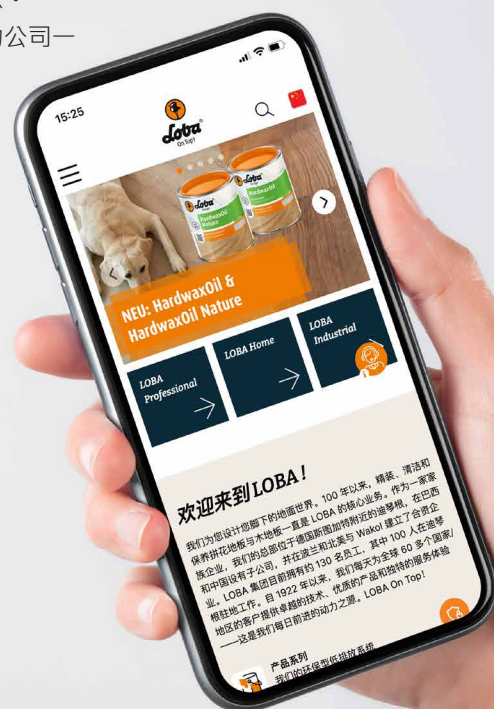 的公司一
15:25
Loba
On Top!
NEU: HardwaxOil &
HardwaxOil Nature
LOBA
Professional
LOBA Home
LOBA
Industrial
欢迎来到LOBA！
我们为您设计您脚下的地面世界。100 年以来，精装、清洁和
保养拼花地板与木地板一直是 LOBA 的核心业务。作为一家家
族企业，我们的总部位于德国斯图加特附近的迪琴根，在巴西
和中国设有子公司，并在波兰和北美与 Wakol 建立了合资企
业。LOBA 集团目前拥有约 130 名员工，其中 100 人在迪琴
根驻地工作。自 1922 年以来，我们每天为全球 60 多个国家/
地区的客户提供卓越的技术、优质的产品和独特的服务体验
——这是我们每日前进的动力之源。LOBA On Top!
产品系列
我们的环保型低排放系统